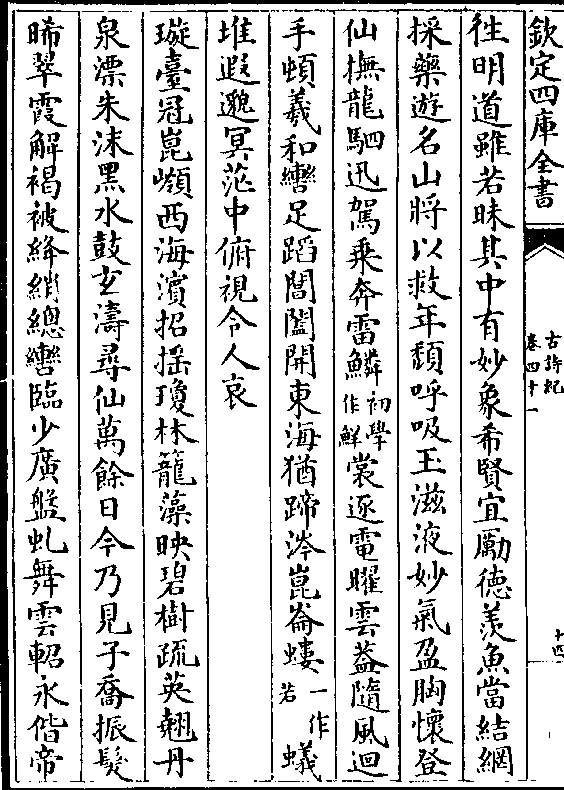 欽定四庫全書
古詩紀
卷四十一
十四
徃明道雖若昧其中有妙象希賢宜勵德羡魚當結網
採藥遊名山將以救年頹呼吸玉滋液妙氣盈胸懷登
仙撫龍駟迅駕乗奔雷鱗初學作鮮裳逐電曜雲葢隨風迴
手頓羲和轡足蹈閶闔開東海猶蹄涔崑崙螻一作若蟻
堆遐邈冥茫中俯視令人哀
璇臺冠崑嶺西海濱招揺瓊林籠藻映碧樹疏英翹丹
泉漂朱沫黑水鼓𤣥濤尋仙萬餘日今乃見子喬振髮
晞翠霞解褐被絳綃總轡臨少廣盤虬舞雲軺永偕帝